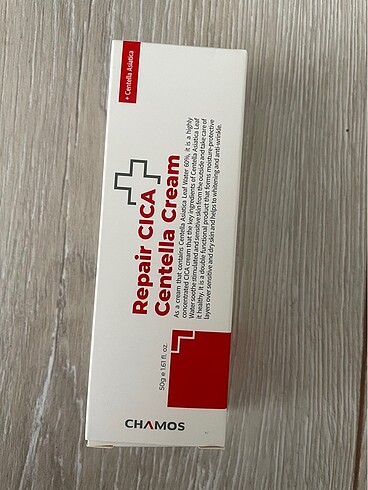 + Centella Asiatica
Repair CICA
Centella Cream
As a cream that contains Centella Asiatica Leaf Water 60%, it is a highly
concentrated CICA cream that the key ingredients of Centella Asiatica Leaf
Water soothe stimulated and sensitive skin from the outside and take care of
it healthy. It is a double functional product that forms moisture-protective
layers over sensitive and dry skin and helps to whitening and anti-wrinkle.
50g e 1.61 fl. oz.
CHAMOS